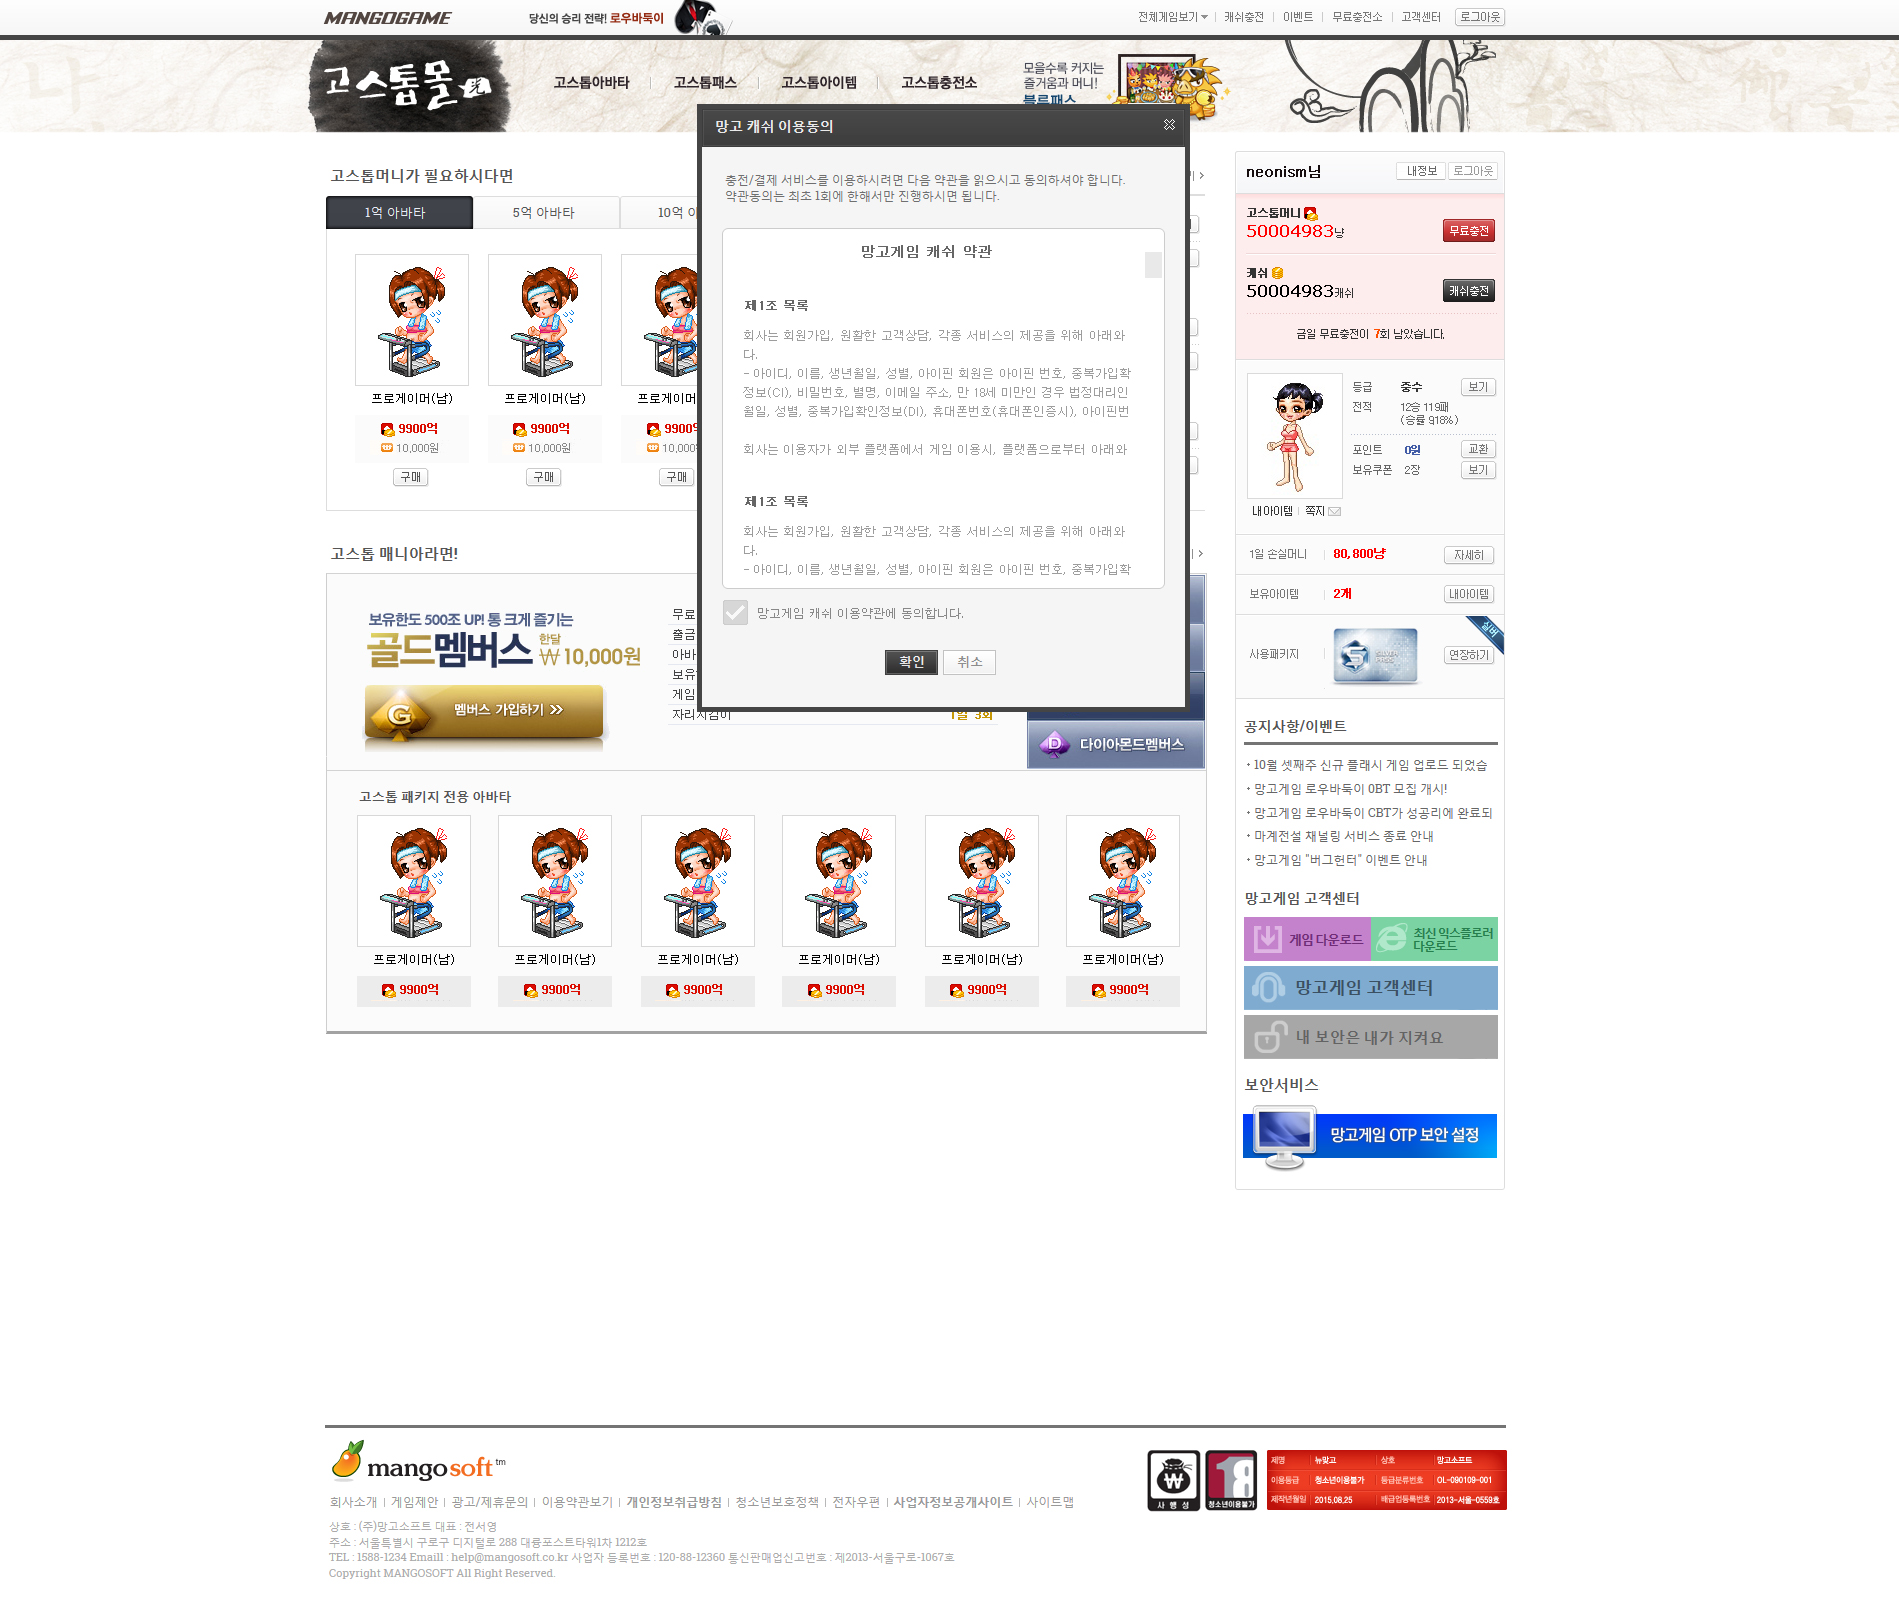 MANGOGAME
당신의 승리 전략! 로우바둑이
전체게임보기 캐쉬충전 이벤트 무료충전소 고객센터 로그아웃
고스톱몰
고스톱아바타 고스톱패스 고스톱아이템 고스톱충전소
모을수록 커지는
즐거움과 머니!
블루패스
망고 캐쉬 이용동의
충전/결제 서비스를 이용하시려면 다음 약관을 읽으시고 동의하셔야 합니다.
약관동의는 최초 1회에 한해서만 진행하시면 됩니다.
망고게임 캐쉬 약관
제1조 목록
회사는 회원가입, 원활한 고객상담, 각종 서비스의 제공을 위해 아래와
다.
- 아이디, 이름, 생년월일, 성별, 아이핀 회원은 아이핀 번호, 중복가입확
정보(CI), 비밀번호, 별명, 이메일 주소, 만 18세 미만인 경우 법정대리인
월일, 성별, 중복가입확인정보(DI), 휴대폰번호(휴대폰인증시), 아이핀번
회사는 이용자가 외부 플랫폼에서 게임 이용시, 플랫폼으로부터 아래와
제1조 목록
회사는 회원가입, 원활한 고객상담, 각종 서비스의 제공을 위해 아래와
다.
- 아이디, 이름, 생년월일, 성별, 아이핀 회원은 아이핀 번호, 중복가입확
망고게임 캐쉬 이용약관에 동의합니다.
확인 취소
고스톱머니가 필요하시다면
1억 아바타 5억 아바타 10억
프로게이머(남) 프로게이머(남) 프로게이머
9900억 9900억 9900
10,000원 10,000원 10,000
구매 구매 구매
고스톱 매니아라면!
보유한도 500조 UP! 통 크게 즐기는
골드멤버스 한달 ₩10,000원
G 멤버스 가입하기
무료
출금
아바
보유
게임
자리지킴이 1일 3회
D 다이아몬드멤버스
고스톱 패키지 전용 아바타
프로게이머(남) 프로게이머(남) 프로게이머(남) 프로게이머(남) 프로게이머(남) 프로게이머(남)
9900억 9900억 9900억 9900억 9900억 9900억
neonism님 내정보 로그아웃
고스톱머니
50004983냥 무료충전
캐쉬
50004983캐쉬 캐쉬충전
금일 무료충전이 7회 남았습니다.
등급 중수 보기
전적 12승 119패
(승률 9.18%)
포인트 0원 교환
보유쿠폰 2장 보기
내아이템 쪽지
1일 손실머니 80,800냥 자세히
보유아이템 2개 내아이템
실버
사용패키지 연장하기
공지사항/이벤트
10월 셋째주 신규 플래시 게임 업로드 되었습
망고게임 로우바둑이 0BT 모집 개시!
망고게임 로우바둑이 CBT가 성공리에 완료되
마계전설 채널링 서비스 종료 안내
망고게임 "버그헌터" 이벤트 안내
망고게임 고객센터
게임 다운로드 최신 익스플로러
다운로드
망고게임 고객센터
내 보안은 내가 지켜요
보안서비스
망고게임 OTP 보안 설정
mangosoft tm
회사소개 게임제안 광고/제휴문의 이용약관보기 개인정보취급방침 청소년보호정책 전자우편 사업자정보공개사이트 사이트맵
상호 : (주)망고소프트 대표 : 전서영
주소 : 서울특별시 구로구 디지털로 288 대륭포스트타워1차 1212호
TEL : 1588-1234 Emaill : help@mangosoft.co.kr 사업자 등록번호 : 120-88-12360 통신판매업신고번호 : 제2013-서울구로-1067호
Copyright MANGOSOFT All Right Reserved.
사행성 18 청소년이용불가
제명 뉴맞고 상호 망고소프트
이용등급 청소년이용불가 등급분류번호 OL-090109-001
제작년월일 2015.08.25 배급업등록번호 2013-서울-0559호